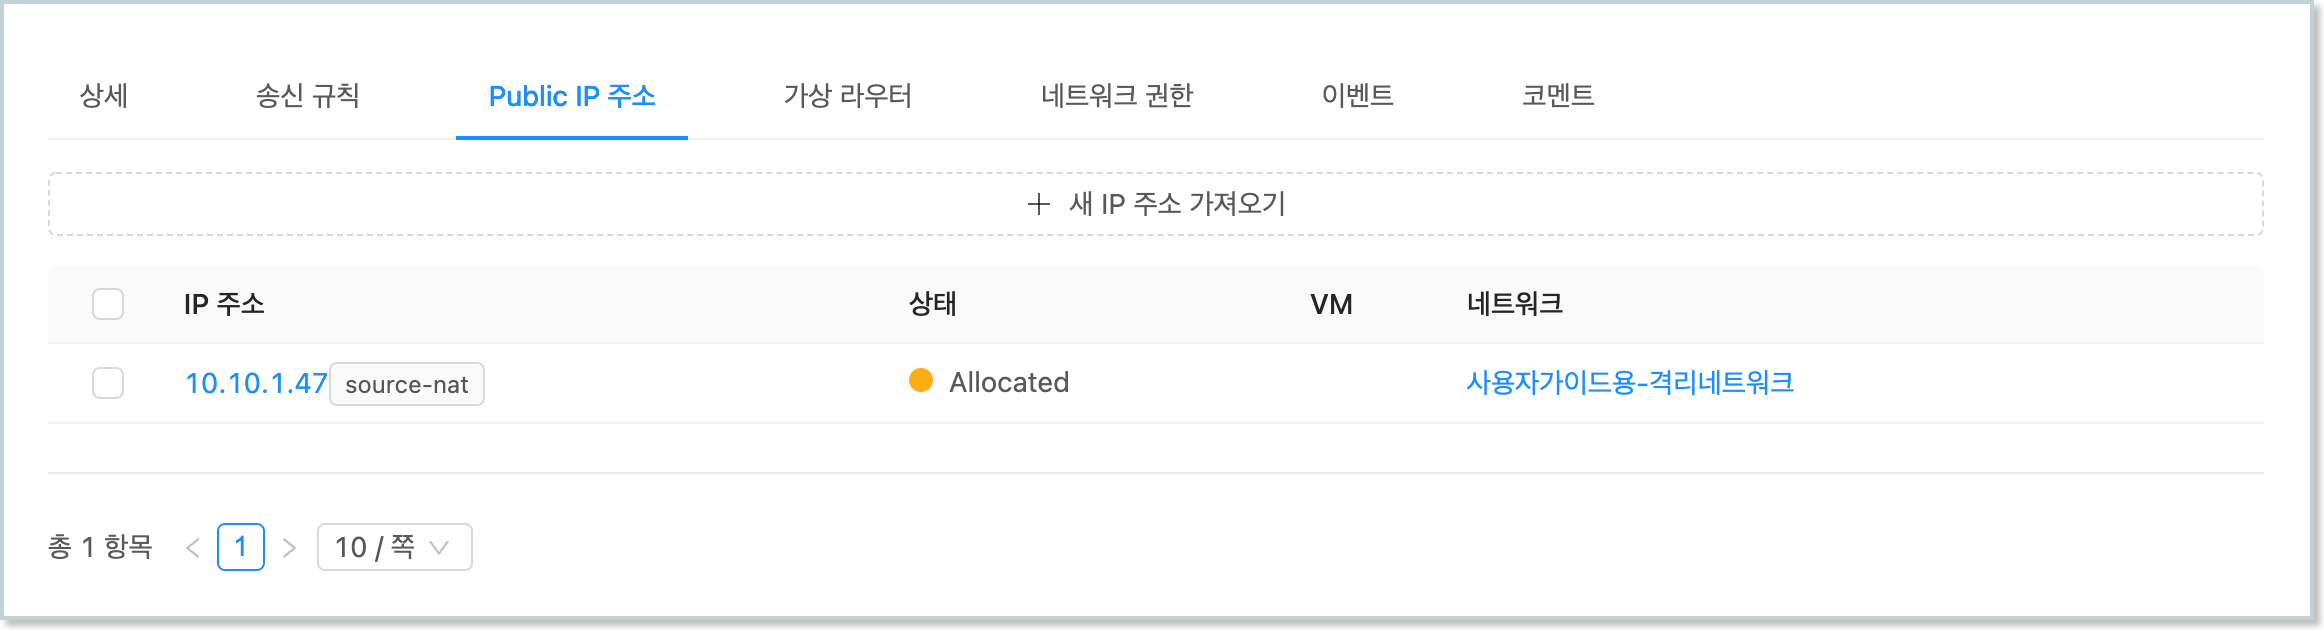 상세 송신 규칙 Public IP 주소 가상 라우터 네트워크 권한 이벤트 코멘트
+ 새 IP 주소 가져오기
IP 주소 상태 VM 네트워크
10.10.1.47 source-nat Allocated 사용자가이드용-격리네트워크
총 1 항목 < 1 > 10 / 쪽